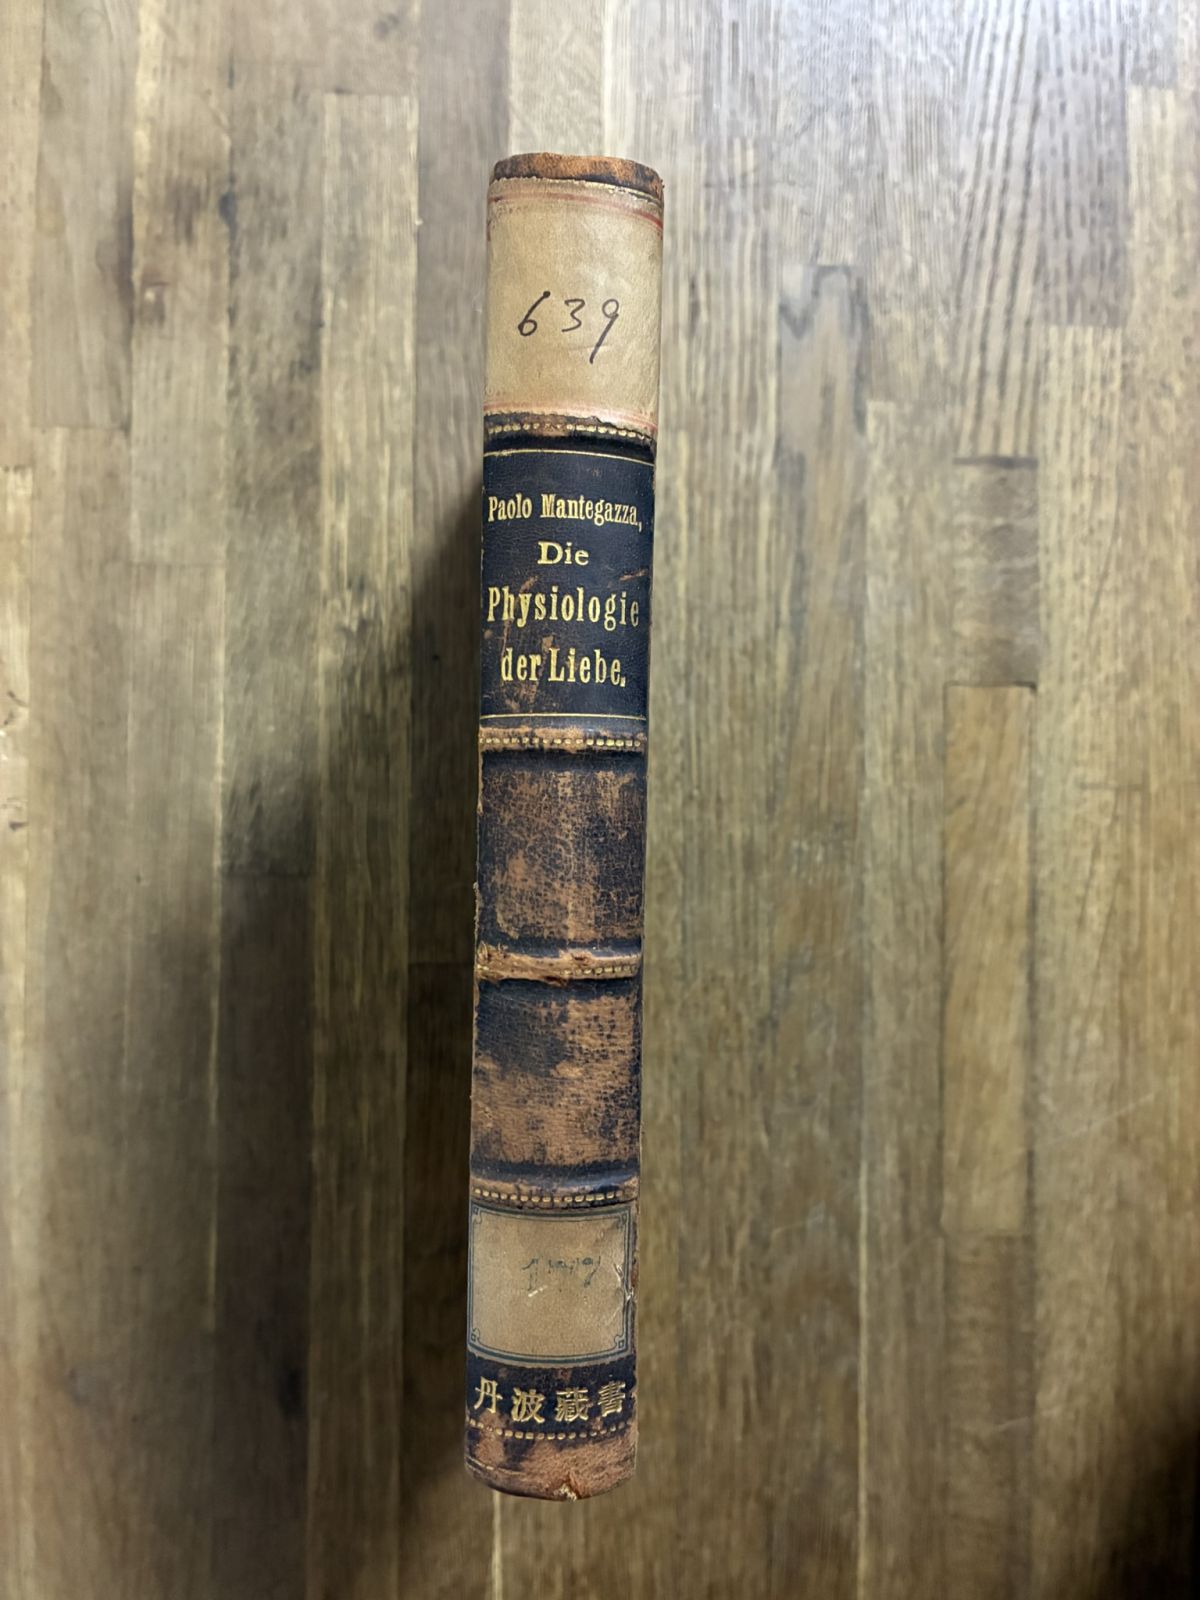 639
Paolo Mantegazza,
Die
Physiologie
der Liebe.
丹波蔵書